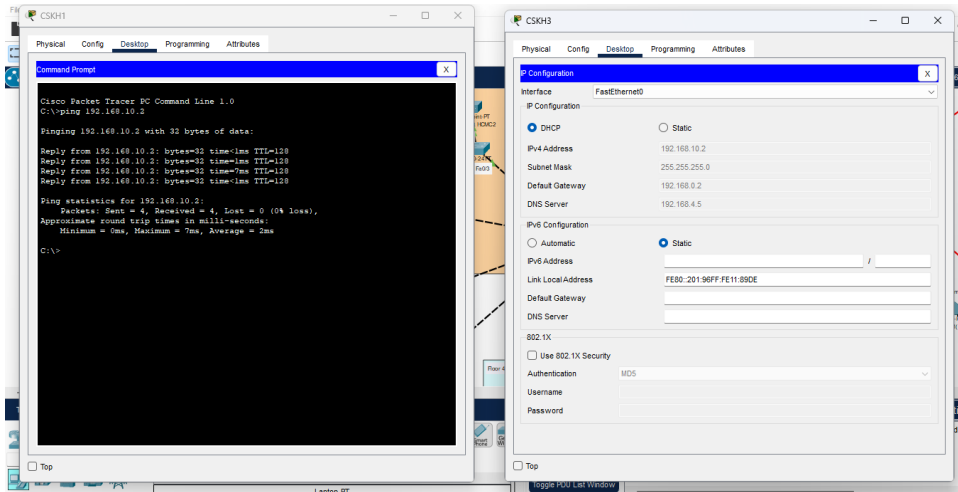 CSKH1
Physical Config Desktop Programming Attributes
Command Prompt X
Cisco Packet Tracer PC Command Line 1.0
C:\>ping 192.168.10.2
Pinging 192.168.10.2 with 32 bytes of data:
Reply from 192.168.10.2: bytes=32 time<1ms TTL=128
Reply from 192.168.10.2: bytes=32 time=1ms TTL=128
Reply from 192.168.10.2: bytes=32 time=7ms TTL=128
Reply from 192.168.10.2: bytes=32 time<1ms TTL=128
Ping statistics for 192.168.10.2:
Packets: Sent = 4, Received = 4, Lost = 0 (0% loss),
Approximate round trip times in milli-seconds:
Minimum = 0ms, Maximum = 7ms, Average = 2ms
C:\>
Top
CSKH3
Physical Config Desktop Programming Attributes
IP Configuration X
Interface FastEthernet0
IP Configuration
DHCP Static
IPv4 Address 192.168.10.2
Subnet Mask 255.255.255.0
Default Gateway 192.168.0.2
DNS Server 192.168.4.5
IPv6 Configuration
Automatic Static
IPv6 Address /
Link Local Address FE80::201:96FF:FE11:89DE
Default Gateway
DNS Server
802.1X
Use 802.1X Security
Authentication MD5
Username
Password
Top
HCMC2
Fa0/3
Floor
Smart
Phone
Toggle PDU List Window